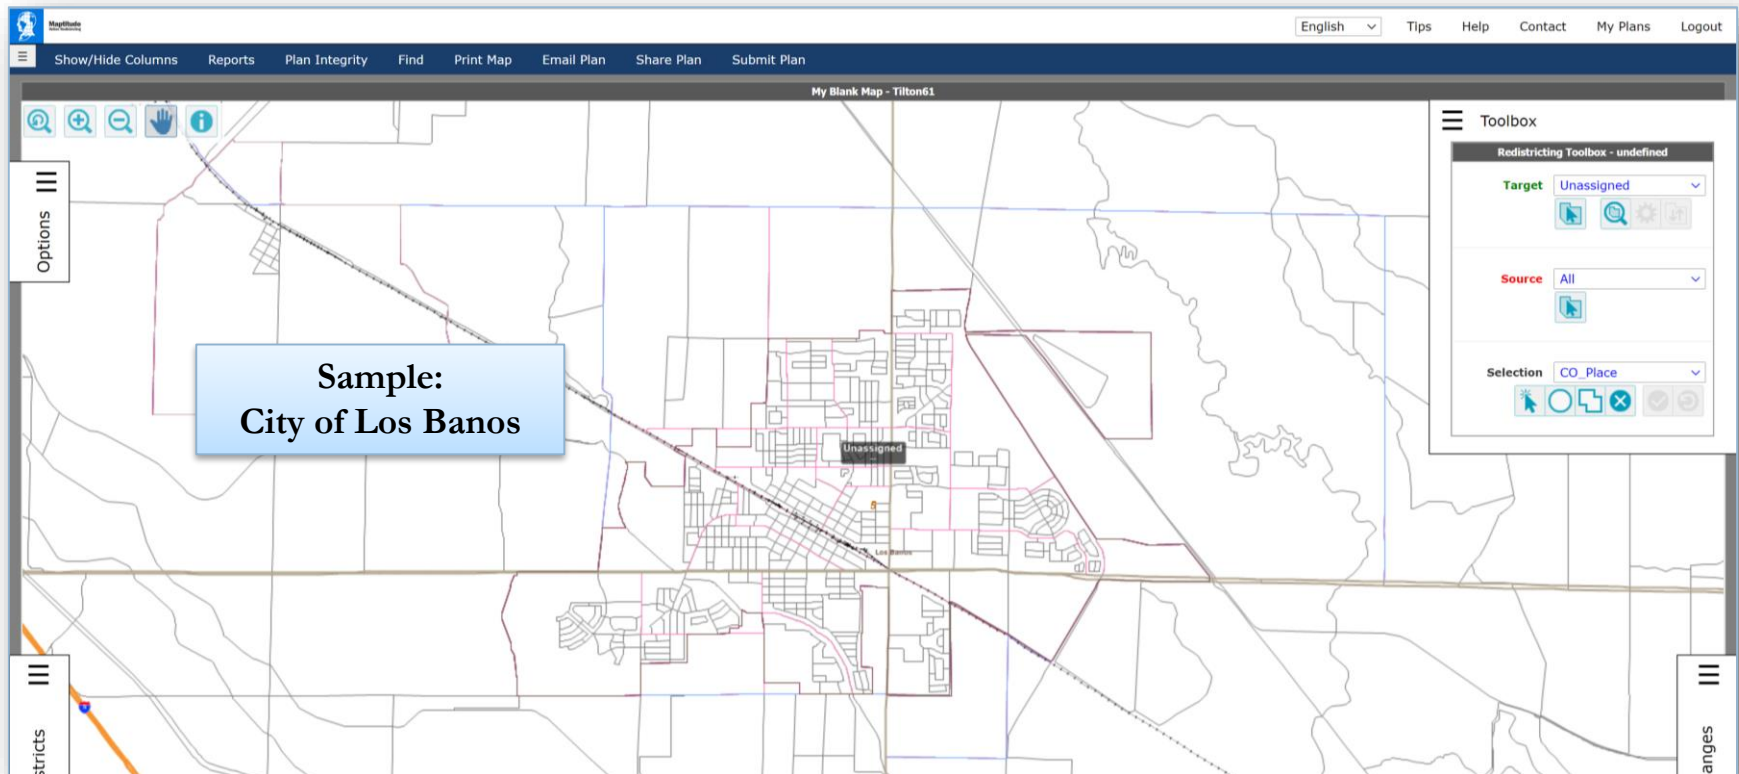 Maptitude
English
Tips
Help
Contact
My Plans
Logout
Show/Hide Columns
Reports
Plan Integrity
Find
Print Map
Email Plan
Share Plan
Submit Plan
My Blank Map - Tilton61
Toolbox
Redistricting Toolbox - undefined
Target
Unassigned
Source
All
Selection
CO_Place
Options
Sample:
City of Los Banos
Unassigned
8
Los Banos
stricts
anges